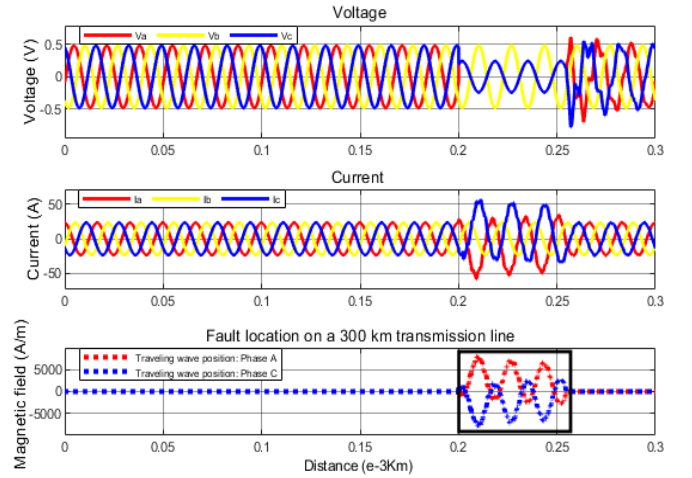 Voltage
Va Vb Vc
Voltage (V)
0.5
0
-0.5
0 0.05 0.1 0.15 0.2 0.25 0.3
Current
Ia Ib Ic
Current (A)
50
0
-50
0 0.05 0.1 0.15 0.2 0.25 0.3
Fault location on a 300 km transmission line
Traveling wave position: Phase A
Traveling wave position: Phase C
Magnetic field (A/m)
5000
0
-5000
0 0.05 0.1 0.15 0.2 0.25 0.3
Distance (e-3Km)